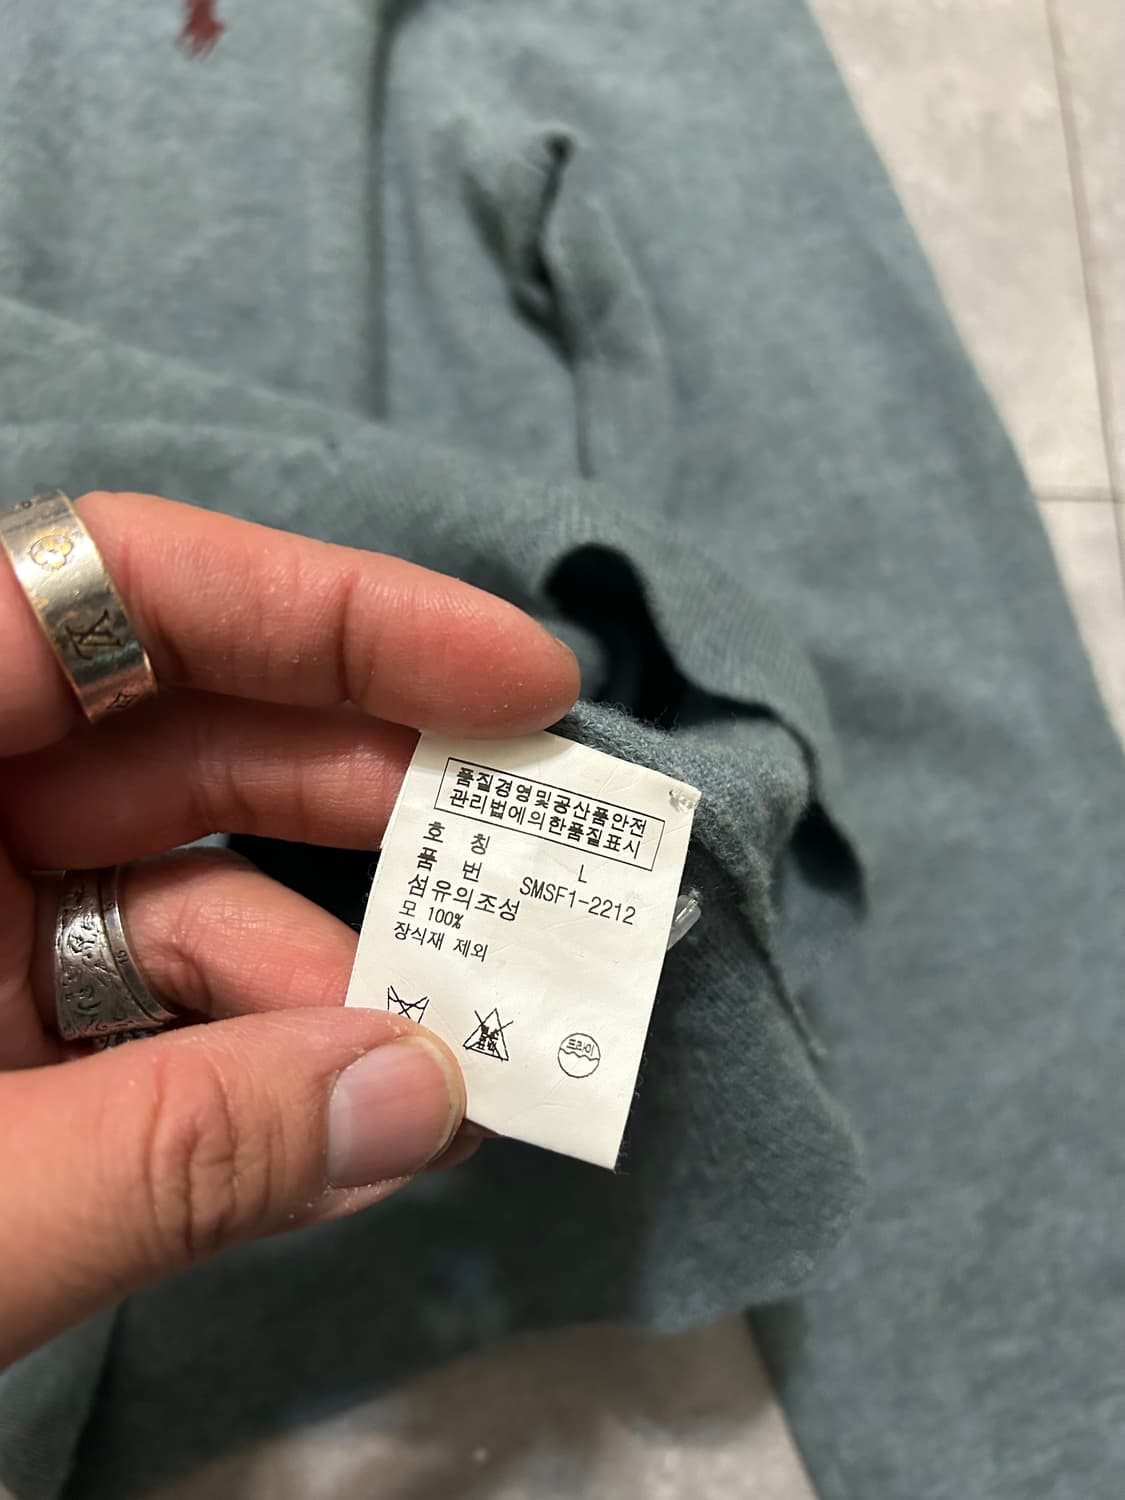 품질경영및공산품안전
관리법에의한품질표시
호 칭 L
품 번 SMSF1-2212
섬유의조성
모 100%
장식재 제외
드라이